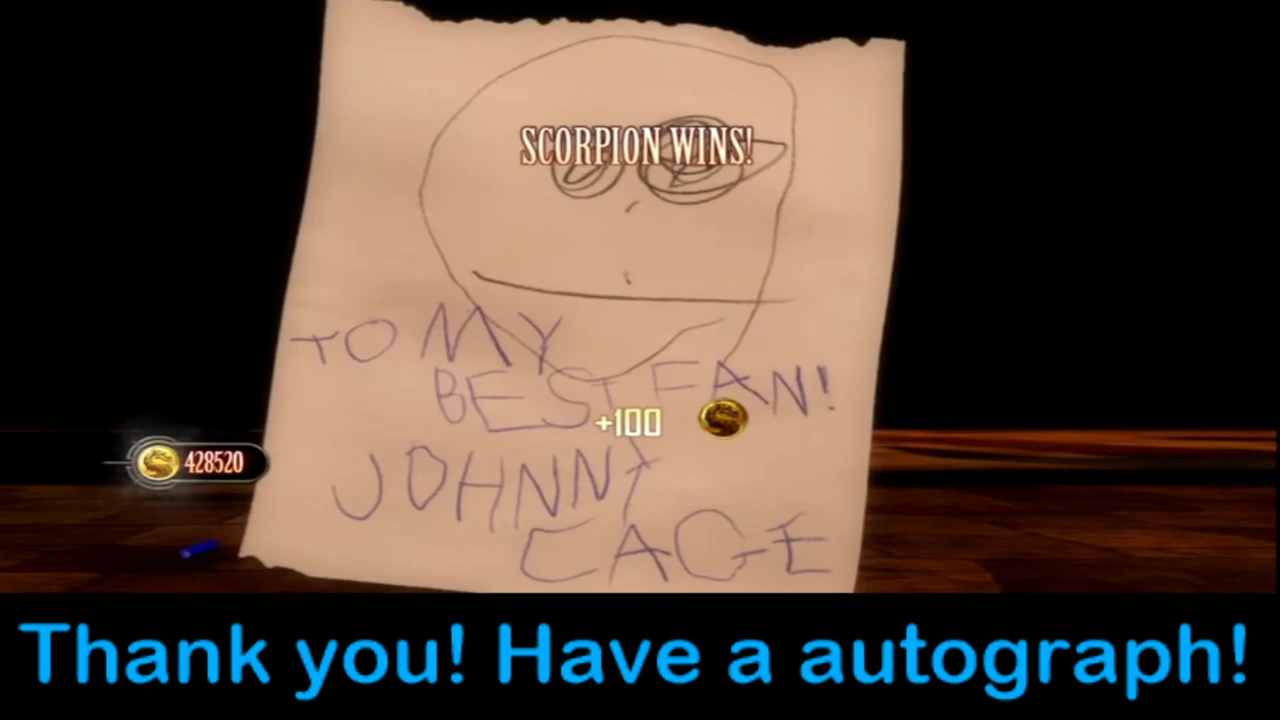 SCORPION WINS!
TO MY
BEST FAN!
+100
428520
JOHNNY
CAGE
Thank you! Have a autograph!